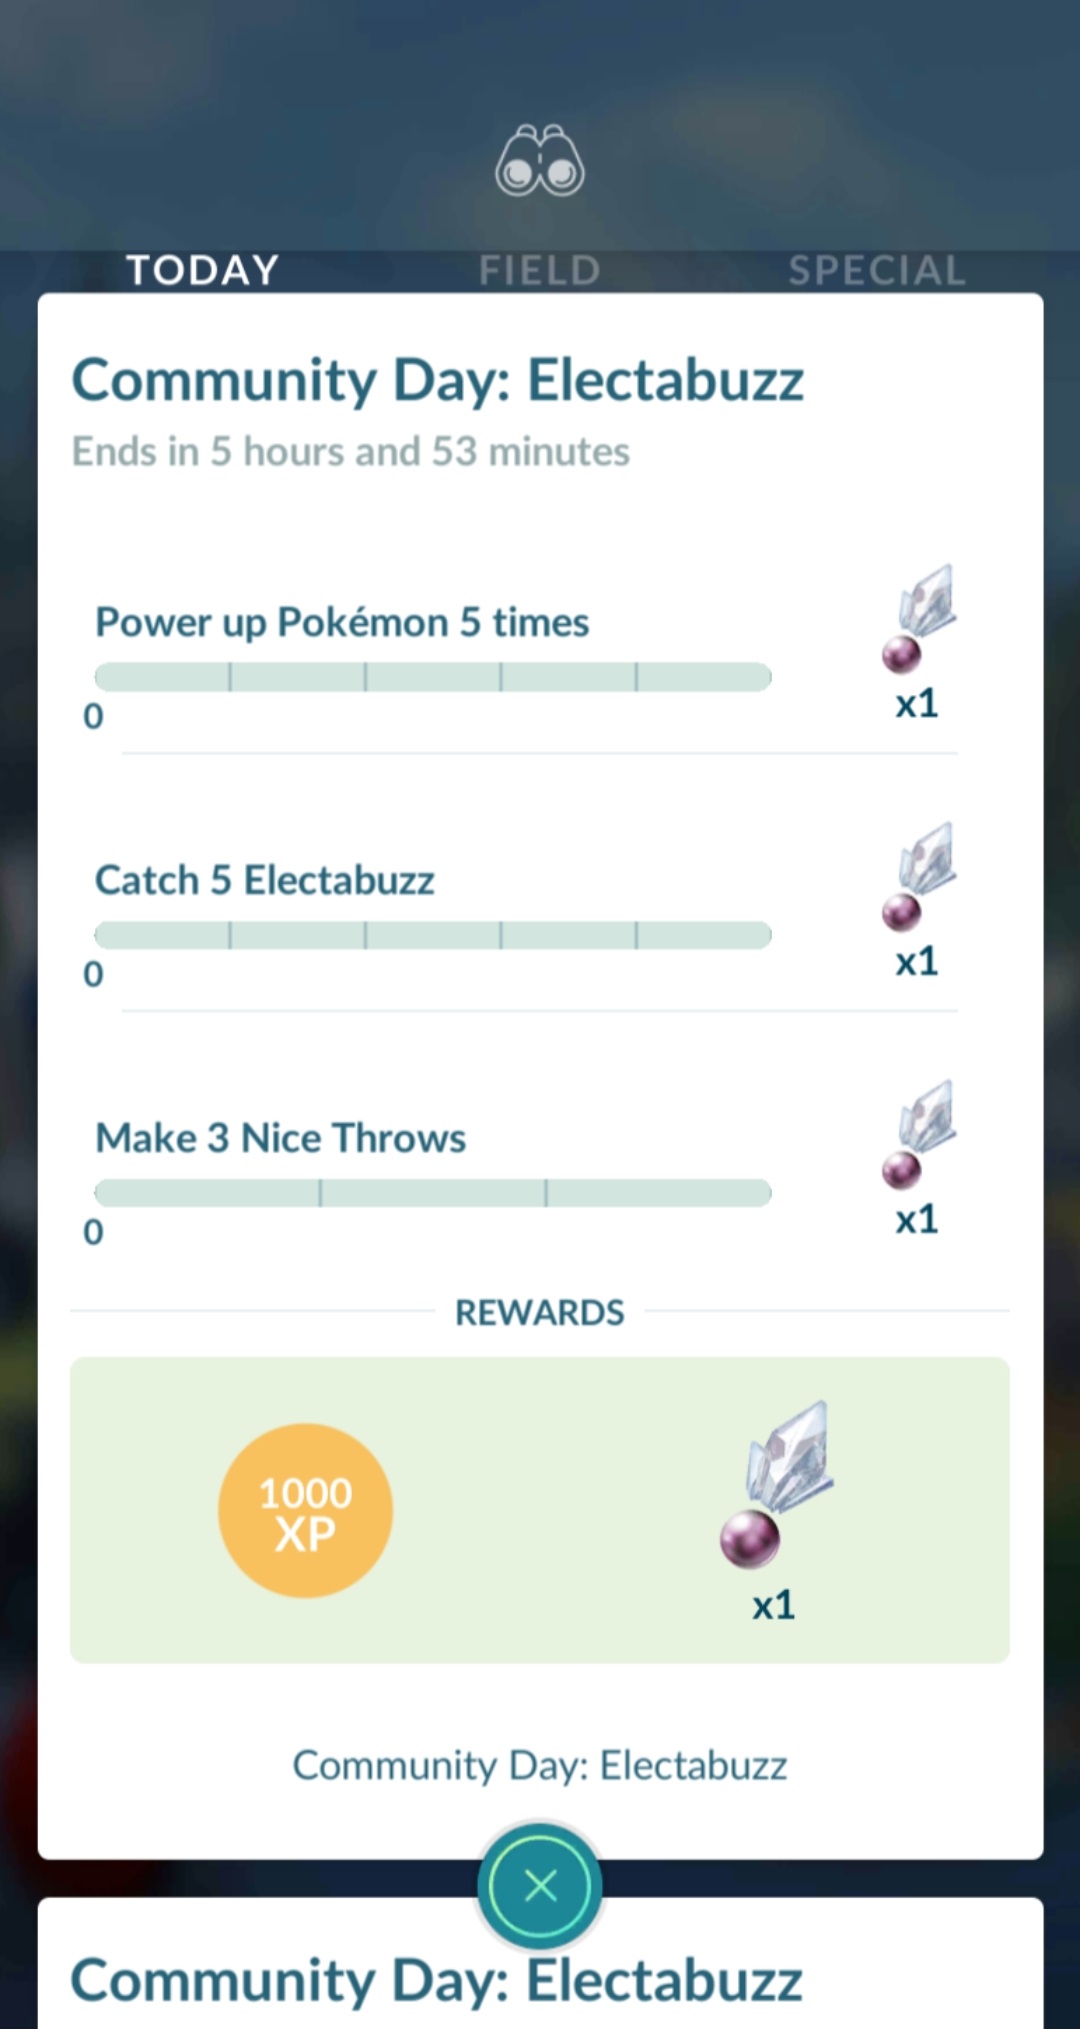 TODAY
FIELD
SPECIAL
Community Day: Electabuzz
Ends in 5 hours and 53 minutes
Power up Pokémon 5 times
0
x1
Catch 5 Electabuzz
0
x1
Make 3 Nice Throws
0
x1
REWARDS
1000
XP
x1
Community Day: Electabuzz
Community Day: Electabuzz